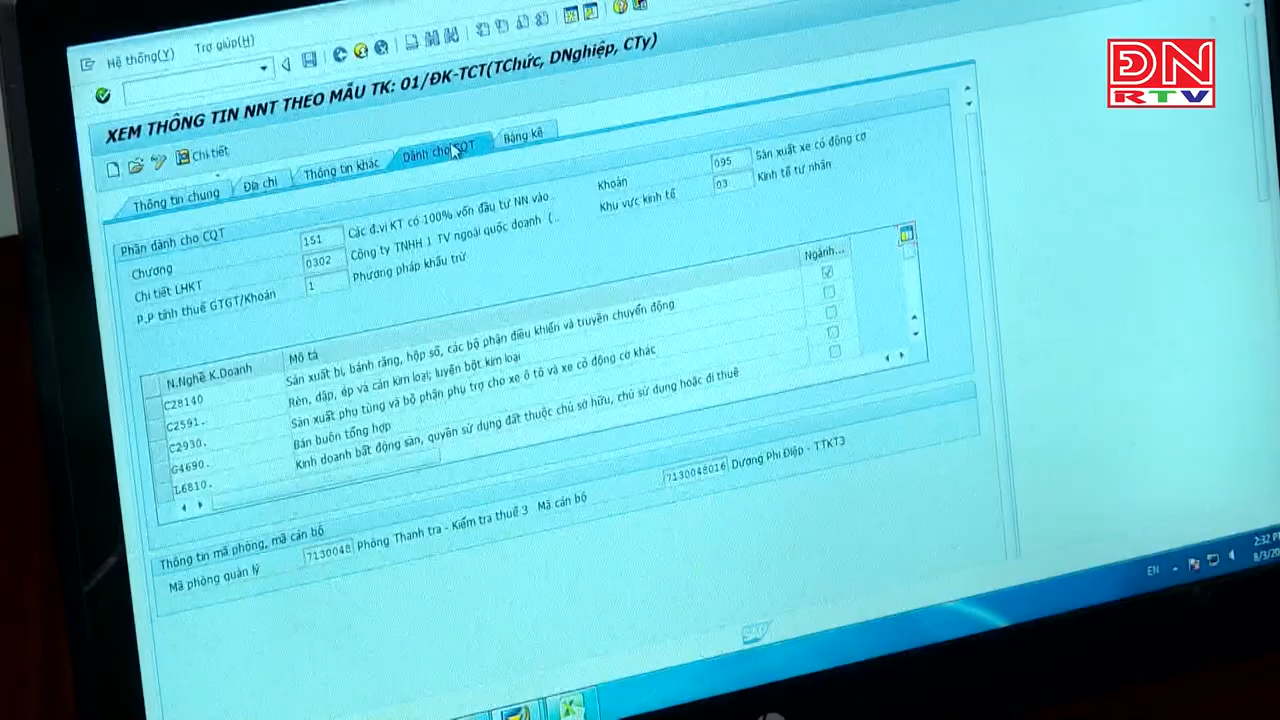 ĐN
RTV
Hệ thống(Y) Trợ giúp(H)
XEM THÔNG TIN NNT THEO MẪU TK: 01/ĐK-TCT(TChức, DNghiệp, CTy)
Chi tiết
Thông tin chung Địa chỉ Thông tin khác Dành cho CQT Bảng kê
Phần dành cho CQT
Chương 151 Các đ.vị KT có 100% vốn đầu tư NN vào Khoản 095 Sản xuất xe có động cơ
Chi tiết LHKT 0302 Công ty TNHH 1 TV ngoài quốc doanh (.. Khu vực kinh tế 03 Kinh tế tư nhân
P.P tính thuế GTGT/Khoán 1 Phương pháp khấu trừ
N.Nghề K.Doanh Mô tả Ngành...
C28140 Sản xuất bi, bánh răng, hộp số, các bộ phận điều khiển và truyền chuyển động
C2591. Rèn, dập, ép và cán kim loại; luyện bột kim loại
C2930. Sản xuất phụ tùng và bộ phận phụ trợ cho xe ô tô và xe có động cơ khác
G4690. Bán buôn tổng hợp
L6810. Kinh doanh bất động sản, quyền sử dụng đất thuộc chủ sở hữu, chủ sử dụng hoặc đi thuê
Thông tin mã phòng, mã cán bộ
Mã phòng quản lý 7130048 Phòng Thanh tra - Kiểm tra thuế 3 Mã cán bộ 7130048016 Dương Phi Điệp - TTKT3
SAP
EN 2:32 P
8/3/20